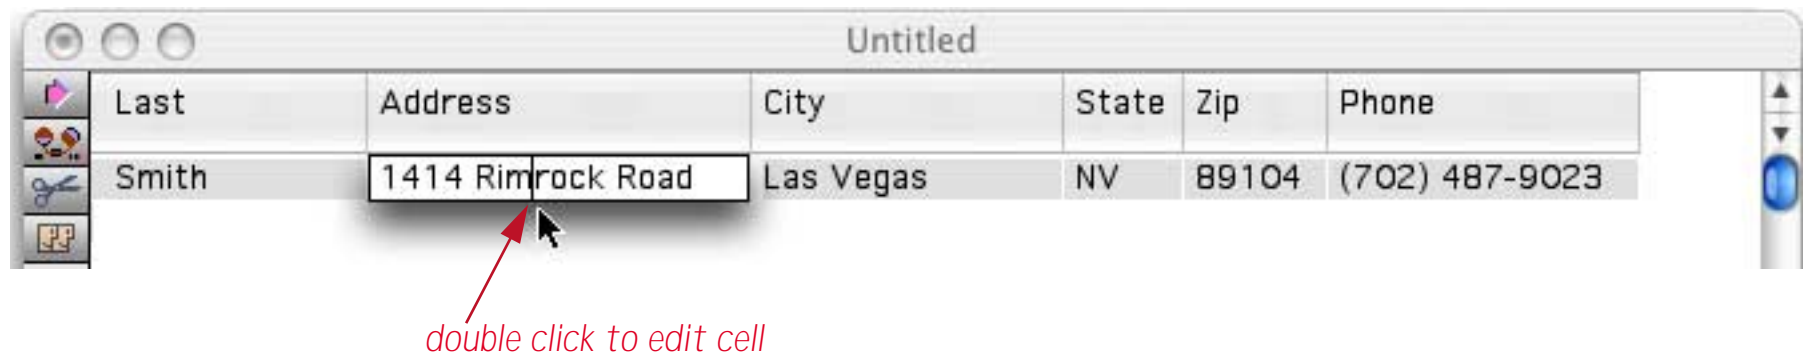 Untitled
Last Address City State Zip Phone
Smith 1414 Rimrock Road Las Vegas NV 89104 (702) 487-9023
double click to edit cell